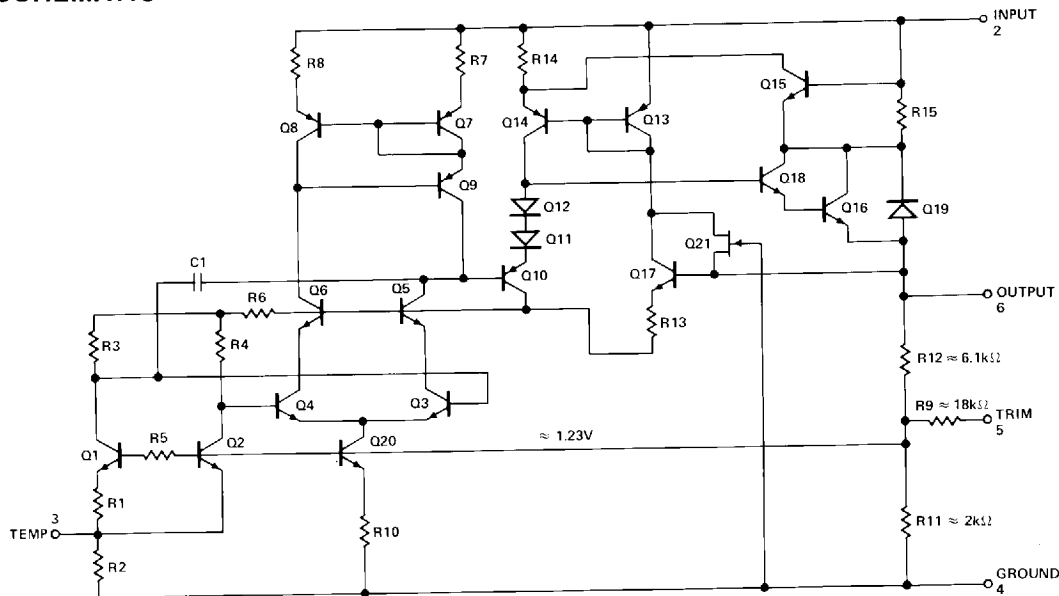 SCHEMATIC
INPUT
2
R8
R7
R14
Q15
R15
Q8
Q7
Q14
Q13
Q9
Q18
Q16
Q19
Q12
Q11
Q21
C1
Q10
Q17
OUTPUT
6
R6
Q6
Q5
R13
R3
R4
R12 ≈ 6.1kΩ
R9 ≈ 18kΩ
TRIM
5
Q4
Q3
Q1
R5
Q2
Q20
≈ 1.23V
R1
TEMP
3
R10
R11 ≈ 2kΩ
R2
GROUND
4